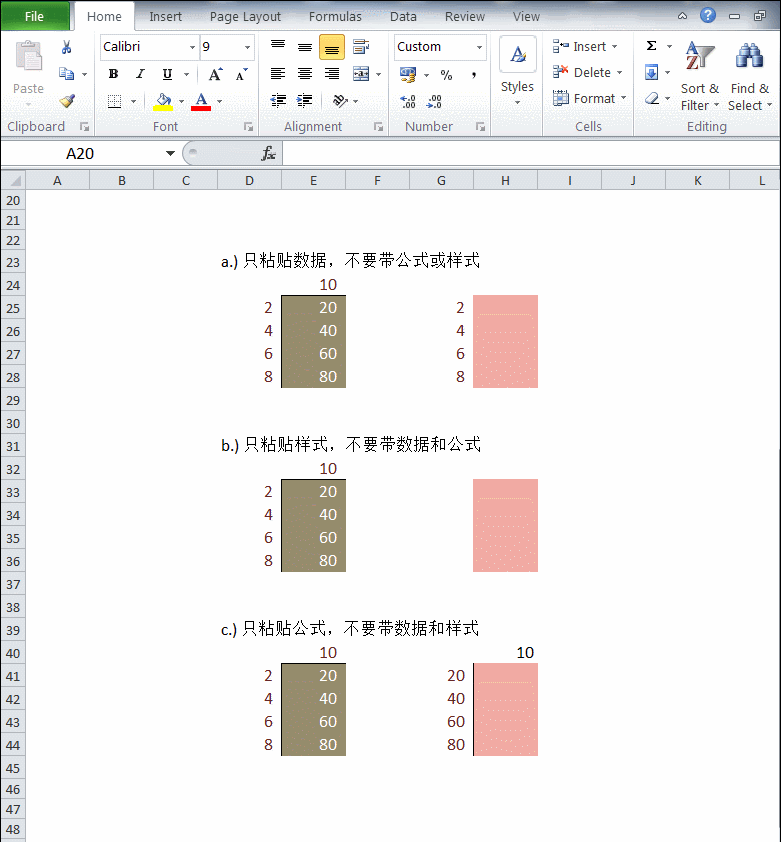 File Home Insert Page Layout Formulas Data Review View
Calibri 9 Custom Insert Σ
Paste B I U A A % , Styles Delete Sort & Find &
A Format Filter Select
Clipboard Font Alignment Number Cells Editing
A20 fx
A B C D E F G H I J K L
20
21
22
23 a.) 只粘贴数据，不要带公式或样式
24 10
25 2 20 2
26 4 40 4
27 6 60 6
28 8 80 8
29
30
31 b.) 只粘贴样式，不要带数据和公式
32 10
33 2 20
34 4 40
35 6 60
36 8 80
37
38
39 c.) 只粘贴公式，不要带数据和样式
40 10 10
41 2 20 20
42 4 40 40
43 6 60 60
44 8 80 80
45
46
47
48